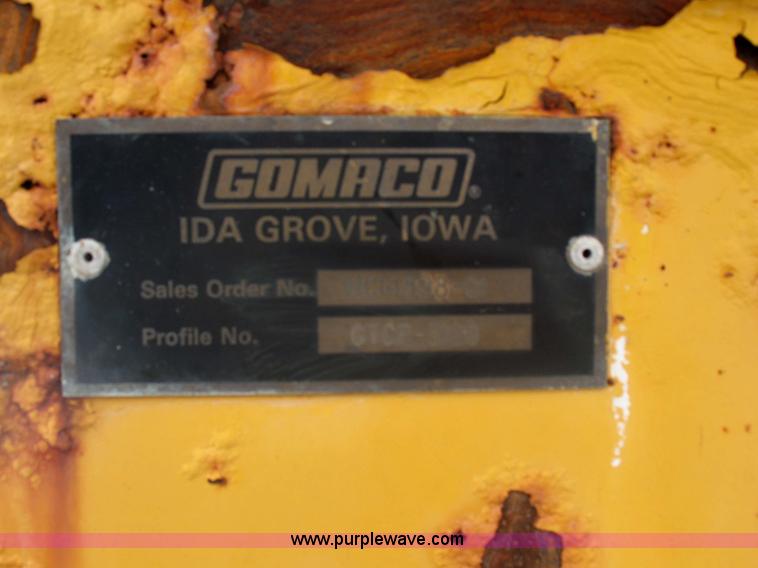 GOMACO®
IDA GROVE, IOWA
Sales Order No.
Profile No.
www.purplewave.com